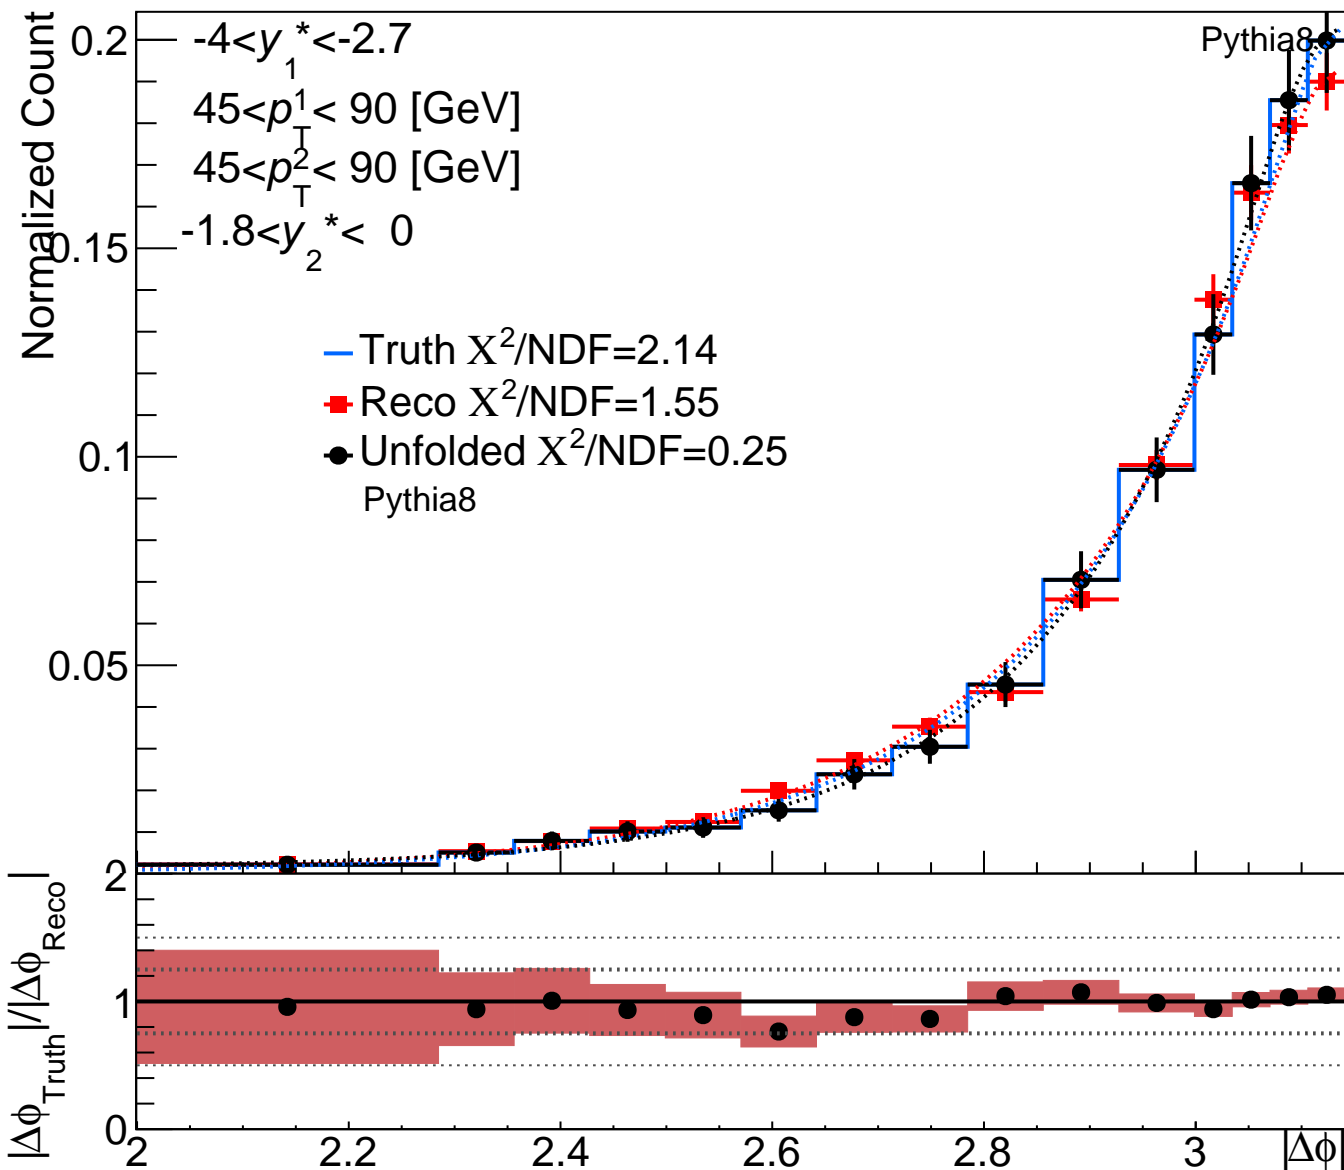 Normalized Count
0.2
0.15
0.1
0.05
-4<y1*<-2.7
45<pT1< 90 [GeV]
45<pT2< 90 [GeV]
-1.8<y2*< 0
Pythia8
Truth Χ²/NDF=2.14
Reco Χ²/NDF=1.55
Unfolded Χ²/NDF=0.25
Pythia8
|ΔϕTruth|/|ΔϕReco|
2
1
0
2 2.2 2.4 2.6 2.8 3
|Δϕ|